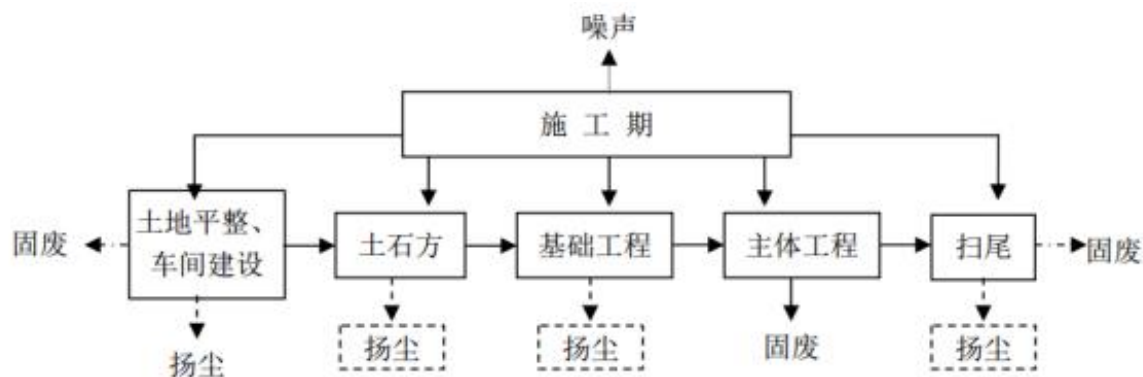 噪声
施 工 期
土地平整、
车间建设
土石方
基础工程
主体工程
扫尾
固废
固废
扬尘
扬尘
扬尘
固废
扬尘